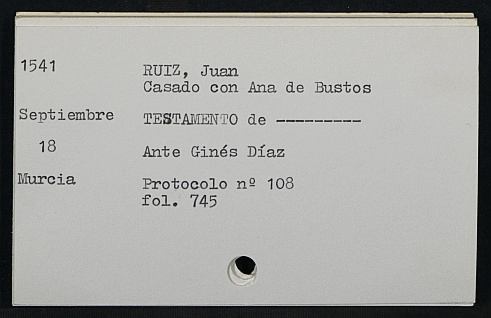 1541
RUIZ, Juan
Casado con Ana de Bustos
Septiembre
TESTAMENTO de ---------
18
Ante Ginés Díaz
Murcia
Protocolo nº 108
fol. 745